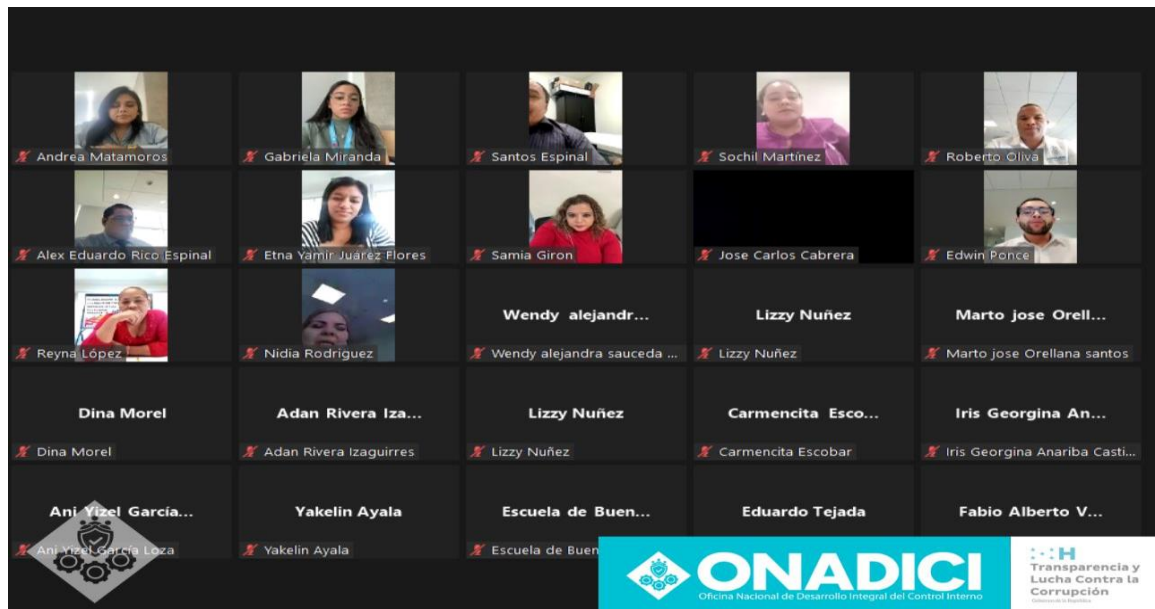 Andrea Matamoros
Gabriela Miranda
Santos Espinal
Sochil Martínez
Roberto Oliva
Alex Eduardo Rico Espinal
Etna Yamir Juárez Flores
Samia Giron
Jose Carlos Cabrera
Edwin Ponce
Reyna López
Nidia Rodriguez
Wendy alejandr...
Wendy alejandra sauceda ...
Lizzy Nuñez
Lizzy Nuñez
Marto jose Orell...
Marto jose Orellana santos
Dina Morel
Dina Morel
Adan Rivera Iza...
Adan Rivera Izaguirres
Lizzy Nuñez
Lizzy Nuñez
Carmencita Esco...
Carmencita Escobar
Iris Georgina An...
Iris Georgina Anariba Casti...
Ani Yizel García...
Ani Yizel García Loza
Yakelin Ayala
Yakelin Ayala
Escuela de Buen...
Escuela de Buen
Eduardo Tejada
Fabio Alberto V...
ONADICI
Oficina Nacional de Desarrollo Integral del Control Interno
H
Transparencia y
Lucha Contra la
Corrupción
Gobierno de la República